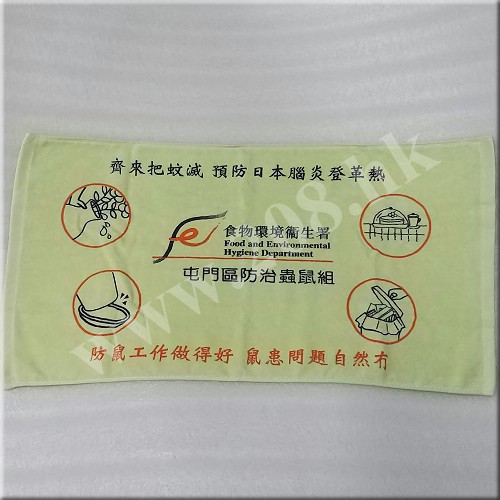 齊來把蚊滅 預防日本腦炎登革熱
食物環境衞生署
Food and Environmental
Hygiene Department
屯門區防治蟲鼠組
防鼠工作做得好 鼠患問題自然冇